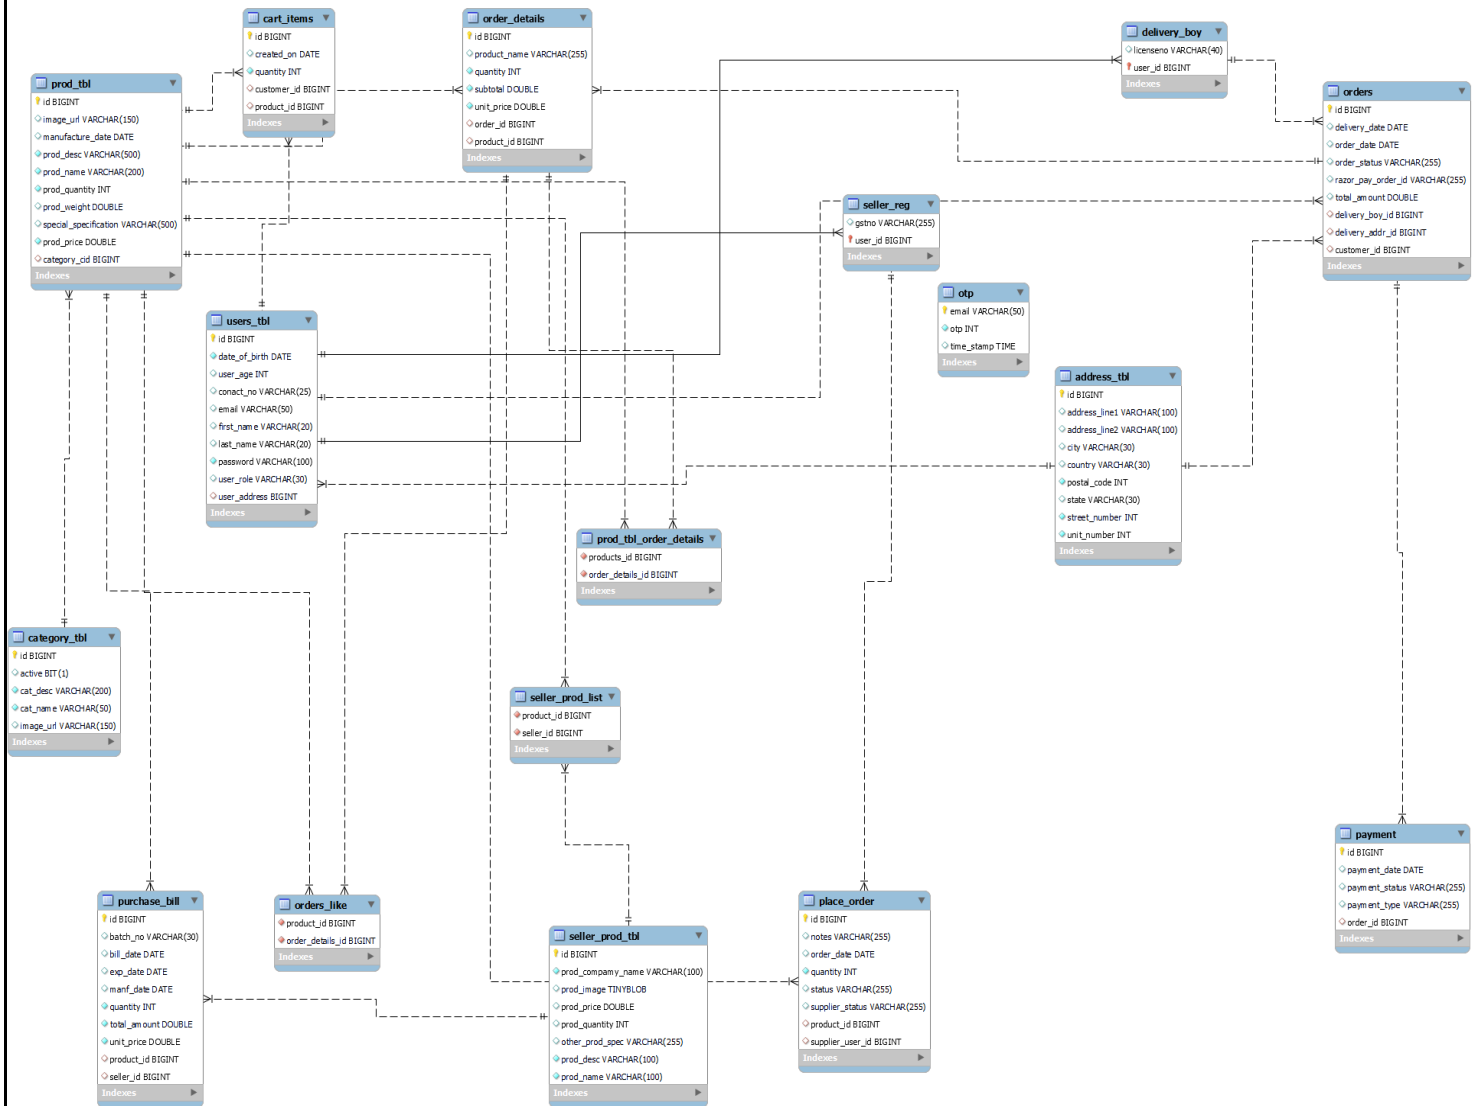 cart_items
id BIGINT
created_on DATE
quantity INT
customer_id BIGINT
product_id BIGINT
Indexes
order_details
id BIGINT
product_name VARCHAR(255)
quantity INT
subtotal DOUBLE
unit_price DOUBLE
order_id BIGINT
product_id BIGINT
Indexes
delivery_boy
licenseno VARCHAR(40)
user_id BIGINT
Indexes
prod_tbl
id BIGINT
image_url VARCHAR(150)
manufacture_date DATE
prod_desc VARCHAR(500)
prod_name VARCHAR(200)
prod_quantity INT
prod_weight DOUBLE
special_specification VARCHAR(500)
prod_price DOUBLE
category_cid BIGINT
Indexes
orders
id BIGINT
delivery_date DATE
order_date DATE
order_status VARCHAR(255)
razor_pay_order_id VARCHAR(255)
total_amount DOUBLE
delivery_boy_id BIGINT
delivery_addr_id BIGINT
customer_id BIGINT
Indexes
seller_reg
gstno VARCHAR(255)
user_id BIGINT
Indexes
otp
email VARCHAR(50)
otp INT
time_stamp TIME
Indexes
users_tbl
id BIGINT
date_of_birth DATE
user_age INT
conact_no VARCHAR(25)
email VARCHAR(50)
first_name VARCHAR(20)
last_name VARCHAR(20)
password VARCHAR(100)
user_role VARCHAR(30)
user_address BIGINT
Indexes
address_tbl
id BIGINT
address_line1 VARCHAR(100)
address_line2 VARCHAR(100)
city VARCHAR(30)
country VARCHAR(30)
postal_code INT
state VARCHAR(30)
street_number INT
unit_number INT
Indexes
prod_tbl_order_details
products_id BIGINT
order_details_id BIGINT
Indexes
category_tbl
id BIGINT
active BIT(1)
cat_desc VARCHAR(200)
cat_name VARCHAR(50)
image_url VARCHAR(150)
Indexes
seller_prod_list
product_id BIGINT
seller_id BIGINT
Indexes
payment
id BIGINT
payment_date DATE
payment_status VARCHAR(255)
payment_type VARCHAR(255)
order_id BIGINT
Indexes
purchase_bill
id BIGINT
batch_no VARCHAR(30)
bill_date DATE
exp_date DATE
manf_date DATE
quantity INT
total_amount DOUBLE
unit_price DOUBLE
product_id BIGINT
seller_id BIGINT
Indexes
orders_like
product_id BIGINT
order_details_id BIGINT
Indexes
seller_prod_tbl
id BIGINT
prod_compamy_name VARCHAR(100)
prod_image TINYBLOB
prod_price DOUBLE
prod_quantity INT
other_prod_spec VARCHAR(255)
prod_desc VARCHAR(100)
prod_name VARCHAR(100)
Indexes
place_order
id BIGINT
notes VARCHAR(255)
order_date DATE
quantity INT
status VARCHAR(255)
supplier_status VARCHAR(255)
product_id BIGINT
supplier_user_id BIGINT
Indexes